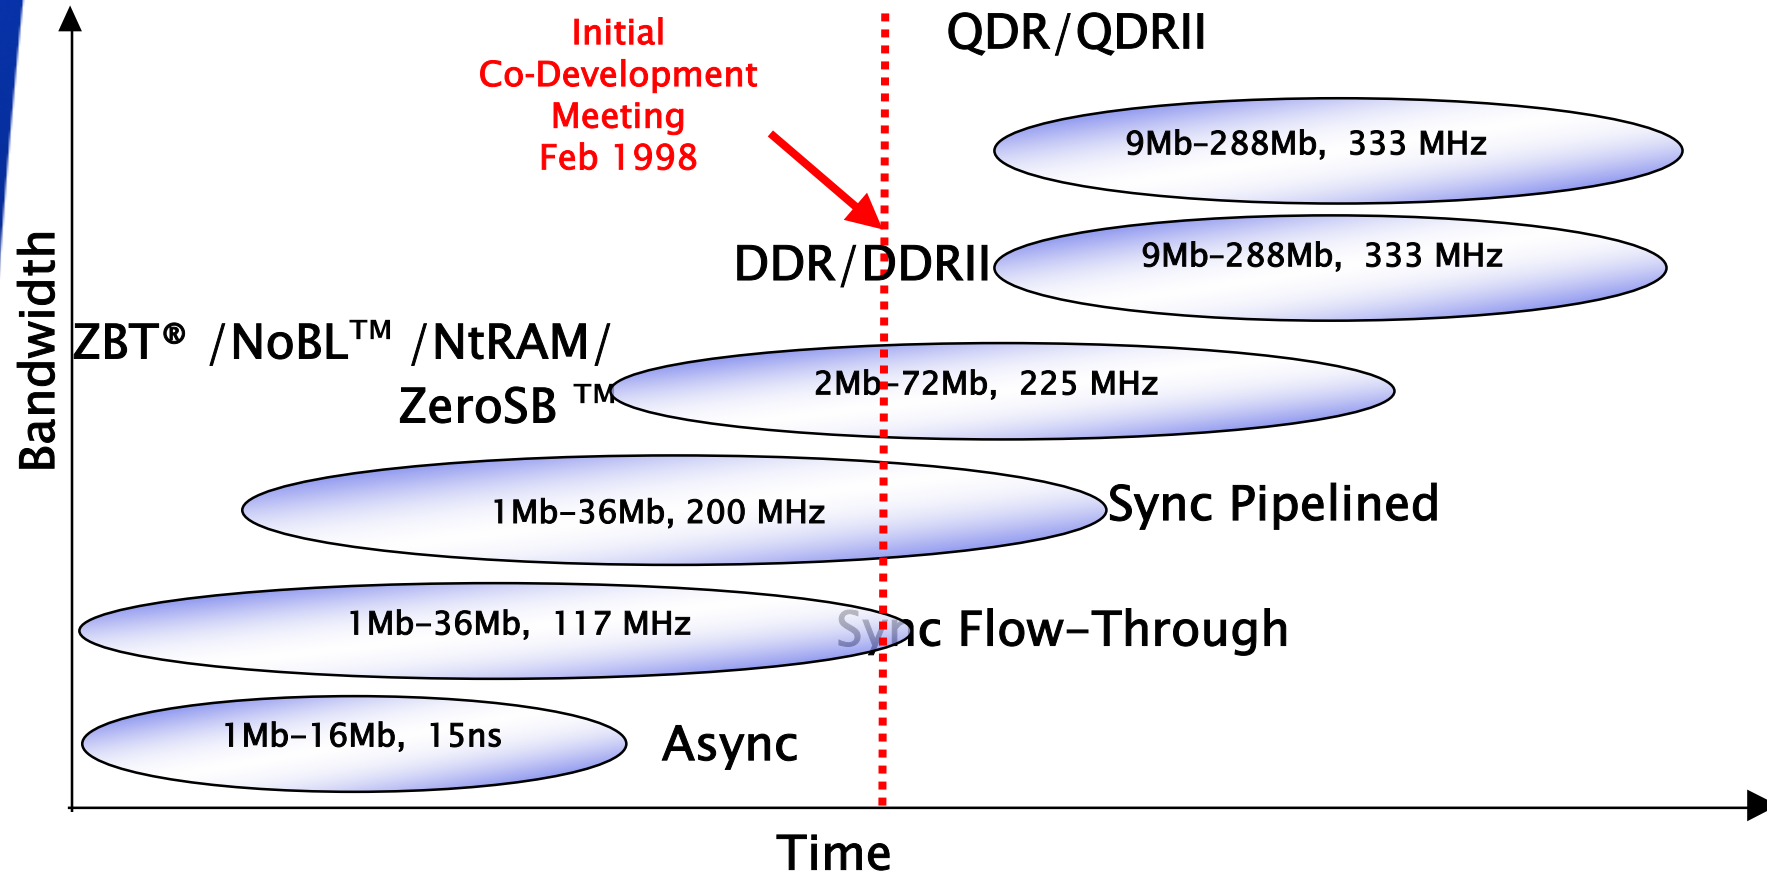 Initial
Co-Development
Meeting
Feb 1998
QDR/QDRII
9Mb-288Mb, 333 MHz
DDR/DDRII
9Mb-288Mb, 333 MHz
Bandwidth
ZBT® /NoBL™ /NtRAM/
ZeroSB ™
2Mb-72Mb, 225 MHz
1Mb-36Mb, 200 MHz
Sync Pipelined
1Mb-36Mb, 117 MHz
Sync Flow-Through
1Mb-16Mb, 15ns
Async
Time